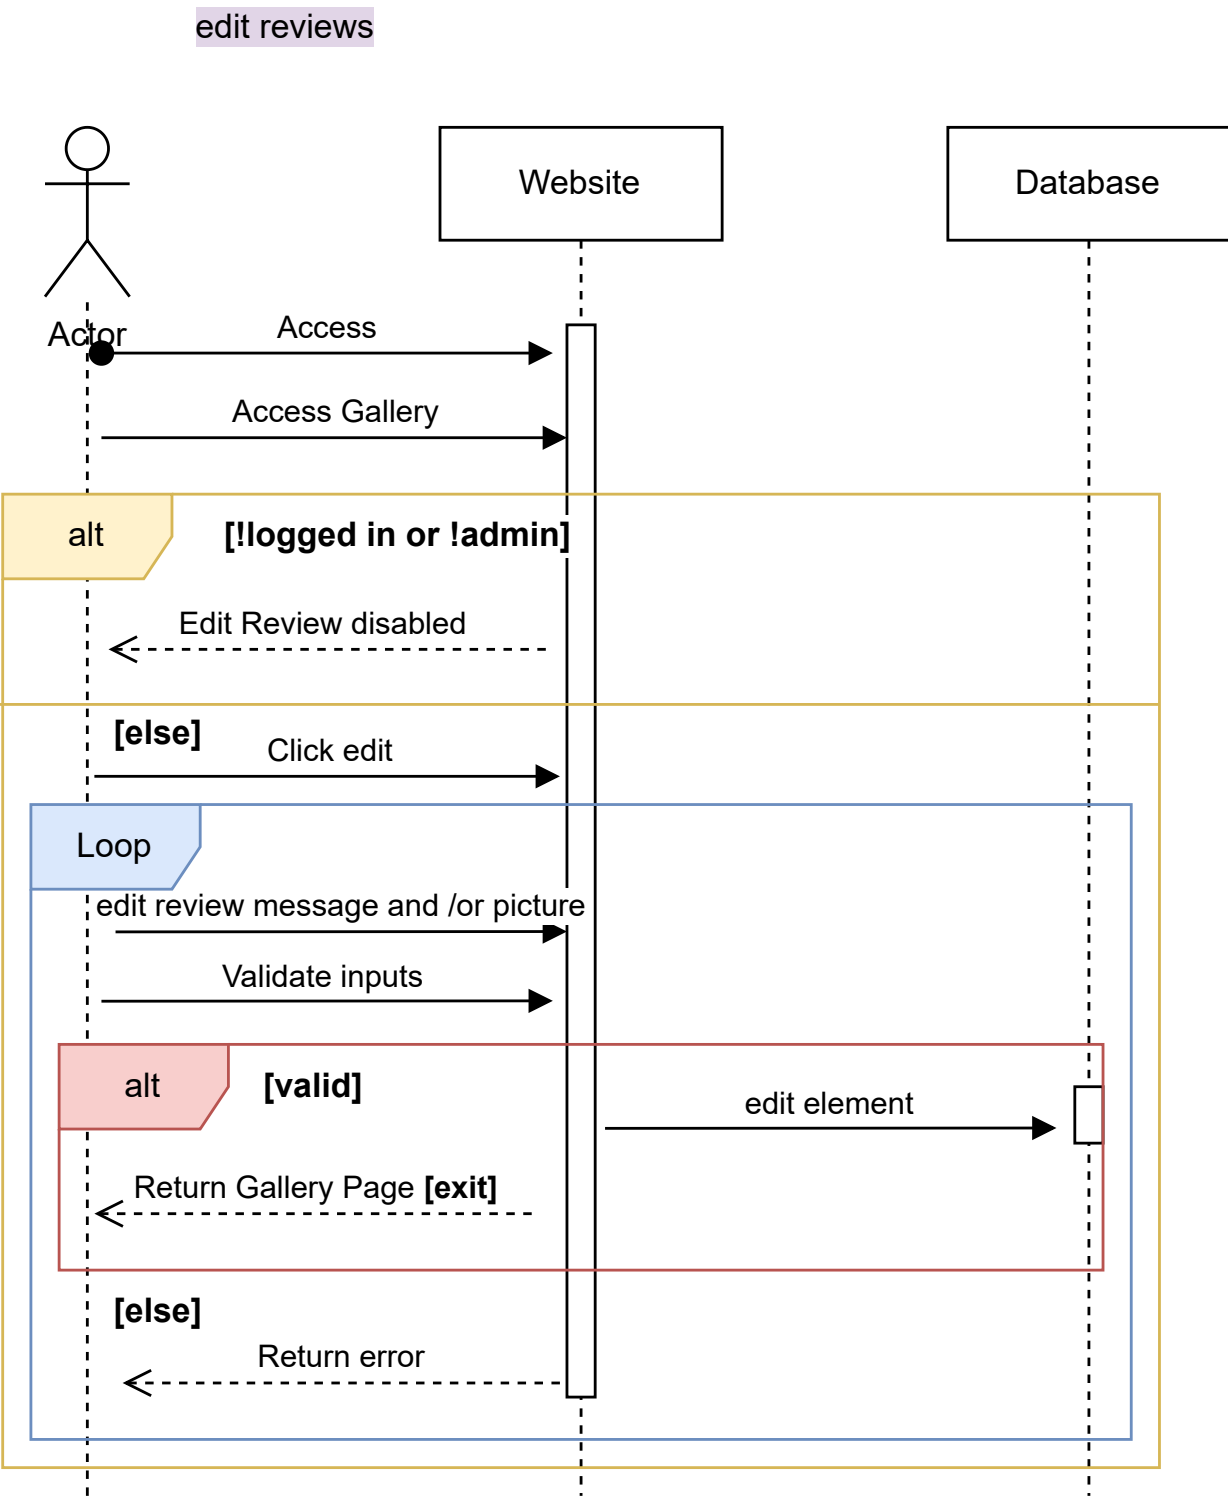 edit reviews
Website
Database
Actor
Access
Access Gallery
alt
[!logged in or !admin]
Edit Review disabled
[else]
Click edit
Loop
edit review message and /or picture
Validate inputs
alt
[valid]
edit element
Return Gallery Page [exit]
[else]
Return error